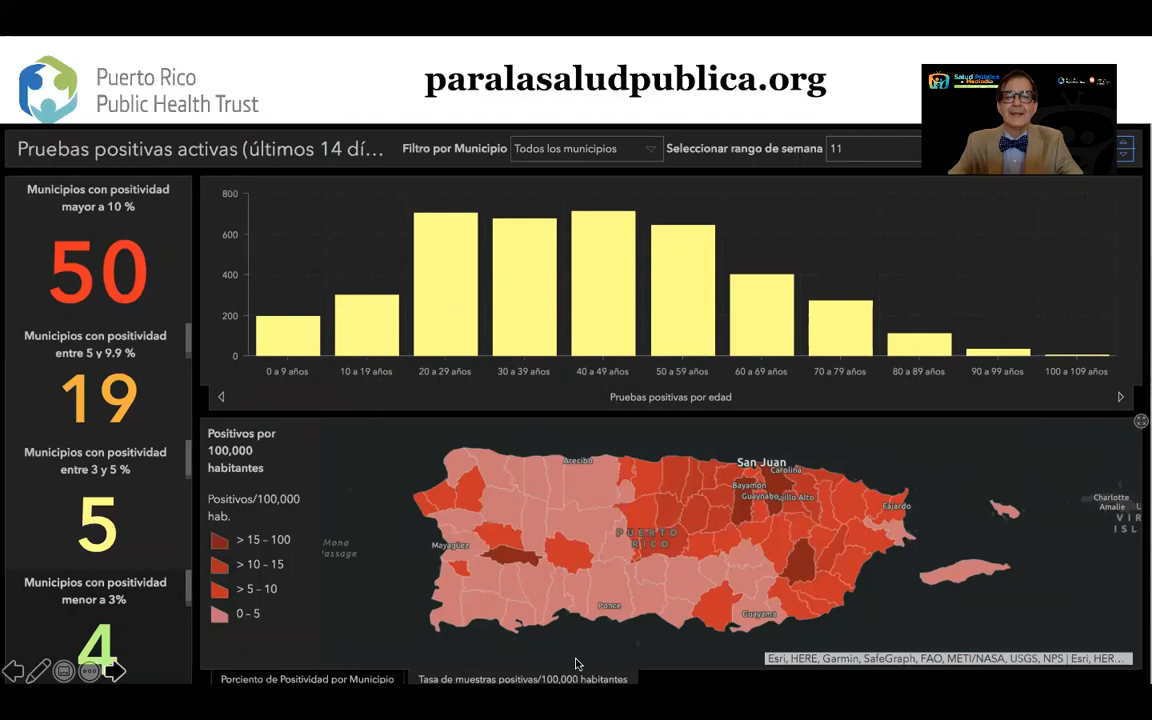 Puerto Rico
Public Health Trust
paralasaludpublica.org
Salud Pública
Pruebas positivas activas (últimos 14 dí...
Filtro por Municipio
Todos los municipios
Seleccionar rango de semana
11
Municipios con positividad
mayor a 10 %
50
Municipios con positividad
entre 5 y 9.9 %
19
Municipios con positividad
entre 3 y 5 %
5
Municipios con positividad
menor a 3%
4
800
600
400
200
0
0 a 9 años
10 a 19 años
20 a 29 años
30 a 39 años
40 a 49 años
50 a 59 años
60 a 69 años
70 a 79 años
80 a 89 años
90 a 99 años
100 a 109 años
Pruebas positivas por edad
Positivos por
100,000
habitantes
Positivos/100,000
hab.
> 15 - 100
> 10 - 15
> 5 - 10
0 - 5
Mona
Passage
Arecibo
San Juan
Carolina
Bayamón
Guaynabo
ujillo Alto
Fajardo
Mayagüez
PUERTO
RICO
Ponce
Guayama
Charlotte
Amalie
U
VIR
ISL
Esri, HERE, Garmin, SafeGraph, FAO, METI/NASA, USGS, NPS | Esri, HER...
Porciento de Positividad por Municipio
Tasa de muestras positivas/100,000 habitantes